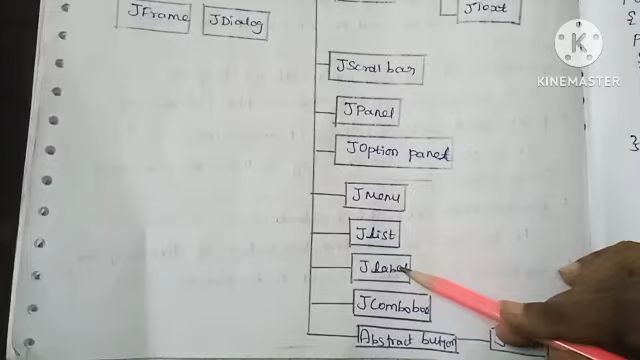 JFrame
JDialog
JText
JScroll bar
JPanel
JOption panel
JMenu
Jlist
Jlabel
JCombobox
Abstract button
J
K
KINEMASTER